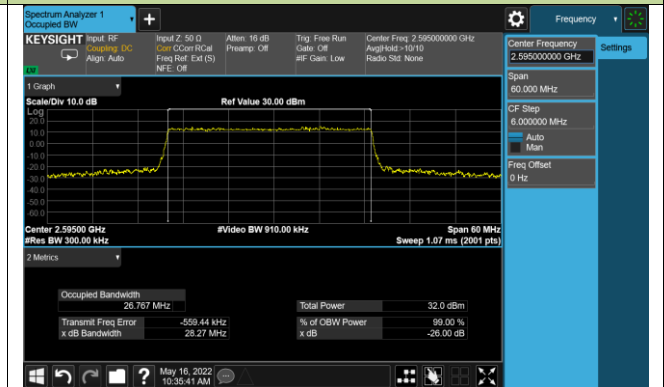 Spectrum Analyzer 1
Occupied BW
Frequency
KEYSIGHT
Input: RF
Coupling: DC
Align: Auto
Input Z: 50 Ω
Corr CCorr RCal
Freq Ref: Ext (S)
NFE: Off
Atten: 16 dB
Preamp: Off
Trig: Free Run
Gate: Off
#IF Gain: Low
Center Freq: 2.595000000 GHz
Avg|Hold:>10/10
Radio Std: None
LVI
1 Graph
Scale/Div 10.0 dB
Ref Value 30.00 dBm
Log
20.0
10.0
0.00
-10.0
-20.0
-30.0
-40.0
-50.0
-60.0
Center 2.59500 GHz
#Video BW 910.00 kHz
Span 60 MHz
#Res BW 300.00 kHz
Sweep 1.07 ms (2001 pts)
2 Metrics
Occupied Bandwidth
26.767 MHz
Total Power
32.0 dBm
Transmit Freq Error
-559.44 kHz
% of OBW Power
99.00 %
x dB Bandwidth
28.27 MHz
x dB
-26.00 dB
May 16, 2022
10:35:41 AM
Center Frequency
2.595000000 GHz
Settings
Span
60.000 MHz
CF Step
6.000000 MHz
Auto
Man
Freq Offset
0 Hz